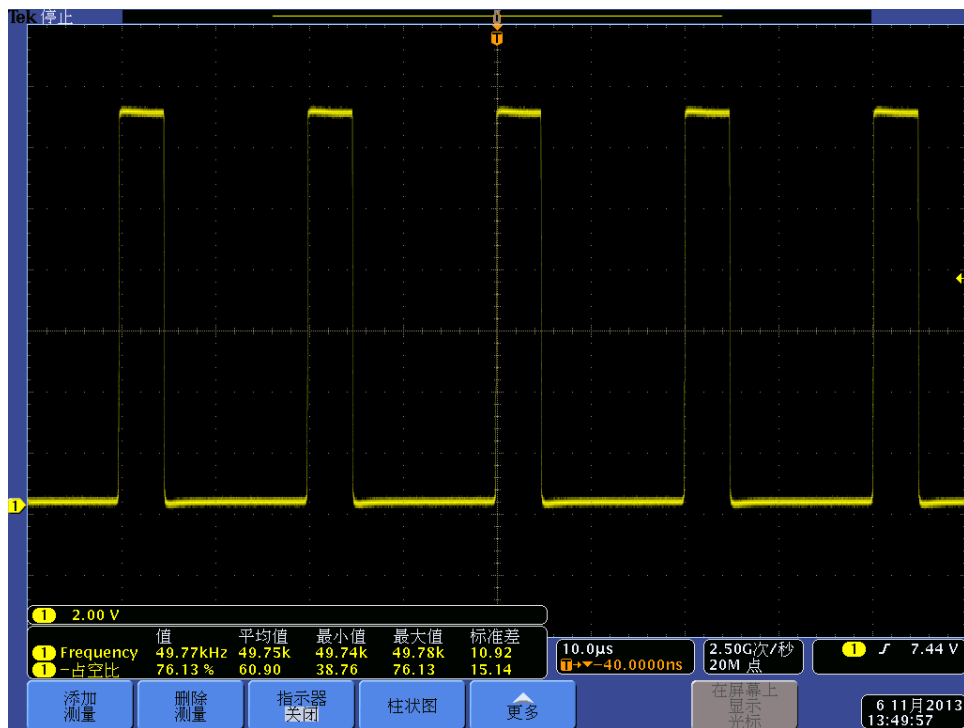 Tek 停止
T
1
1 2.00 V
值 平均值 最小值 最大值 标准差
1 Frequency 49.77kHz 49.75k 49.74k 49.78k 10.92
1 -占空比 76.13 % 60.90 38.76 76.13 15.14
10.0μs
T→▼-40.0000ns
2.50G次/秒
20M 点
1 7.44 V
添加
测量
删除
测量
指示器
关闭
柱状图
更多
在屏幕上
显示
光标
6 11月2013
13:49:57